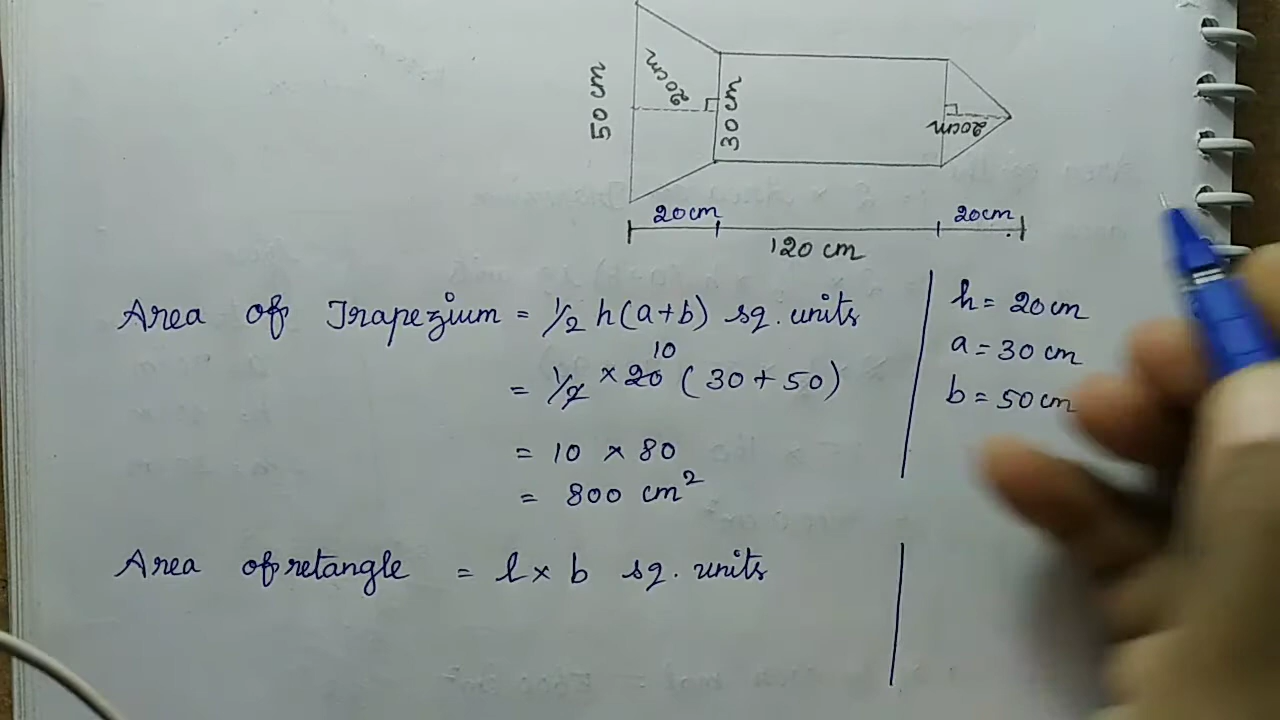 50 cm
20cm
30 cm
20cm
20cm
20cm
120 cm
Area of Trapezium = 1/2 h(a+b) sq. units
10
= 1/2 × 20 ( 30 + 50)
= 10 × 80
= 800 cm²
h = 20 cm
a = 30 cm
b = 50 cm
Area of retangle = l × b sq. units